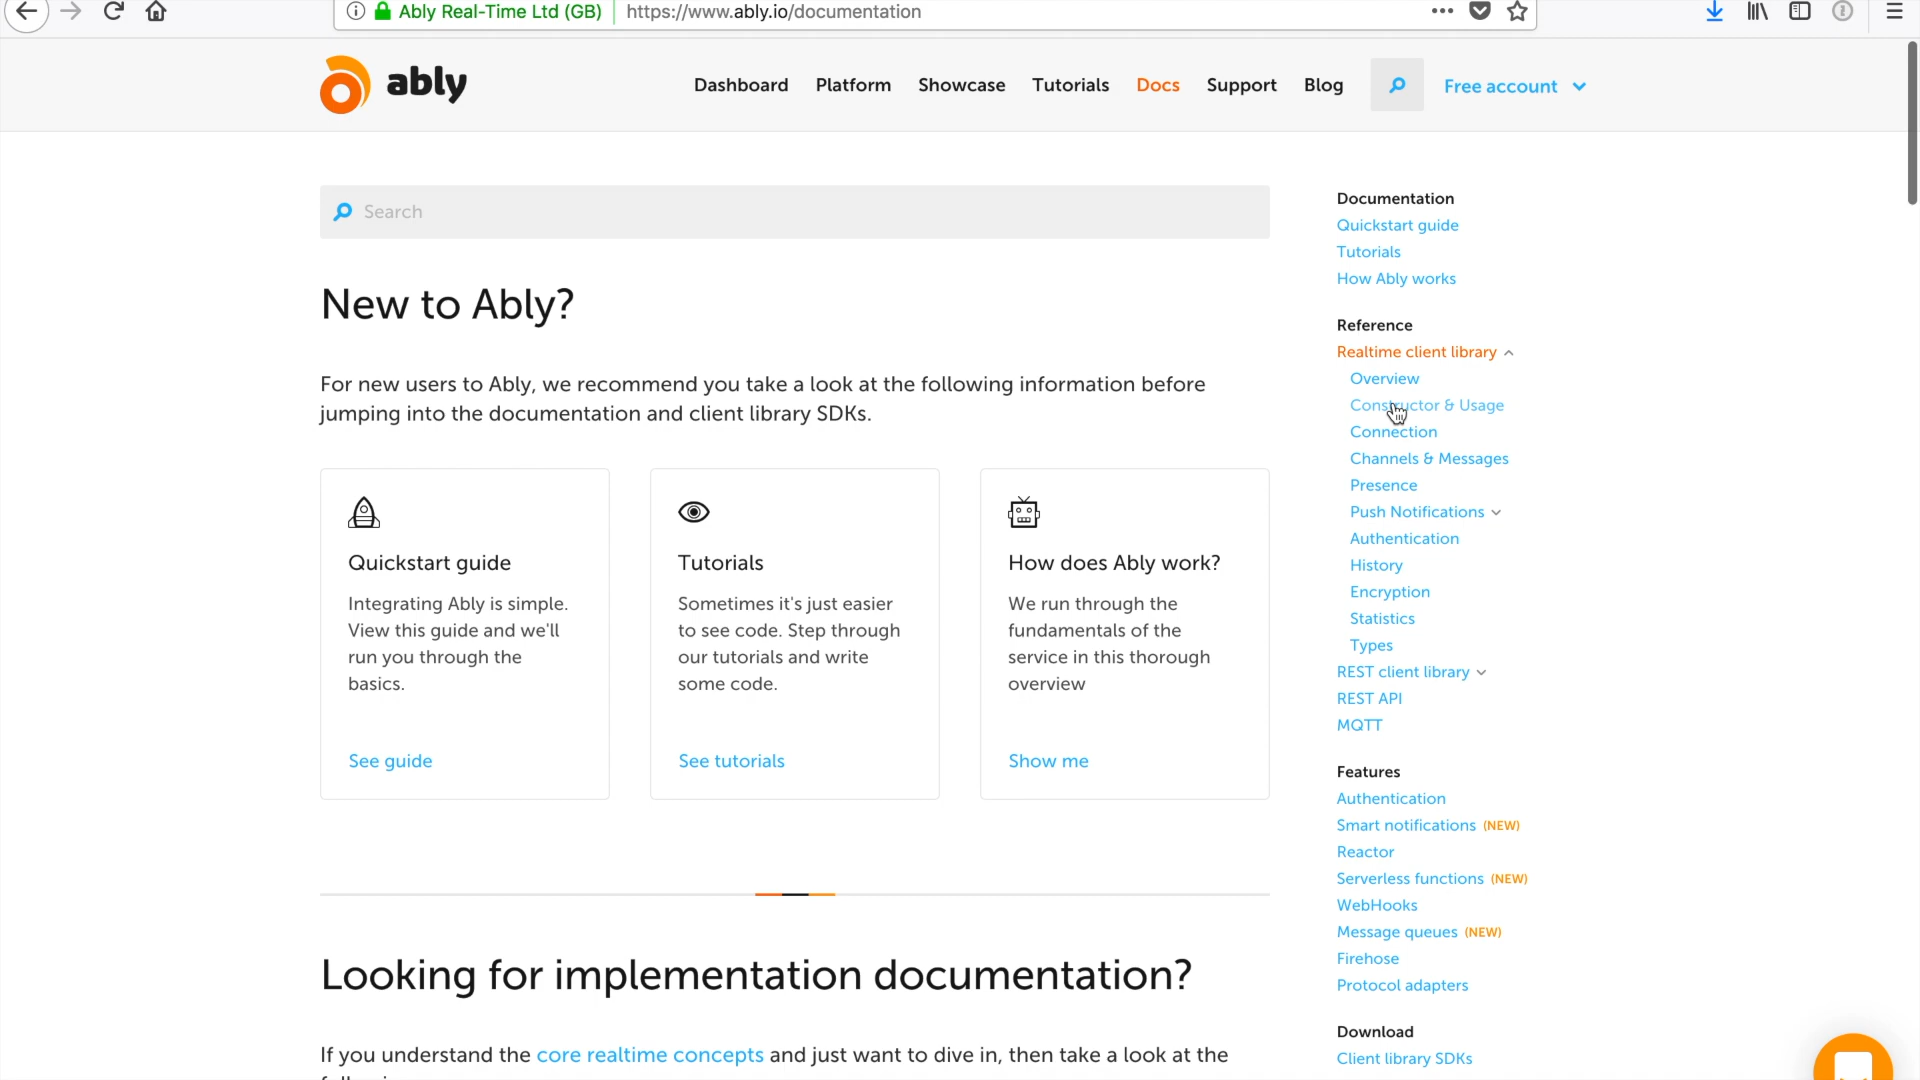 Ably Real-Time Ltd (GB) https://www.ably.io/documentation
ably
Dashboard Platform Showcase Tutorials Docs Support Blog Free account
Search
New to Ably?
For new users to Ably, we recommend you take a look at the following information before
jumping into the documentation and client library SDKs.
Quickstart guide
Integrating Ably is simple.
View this guide and we'll
run you through the
basics.
See guide
Tutorials
Sometimes it's just easier
to see code. Step through
our tutorials and write
some code.
See tutorials
How does Ably work?
We run through the
fundamentals of the
service in this thorough
overview
Show me
Looking for implementation documentation?
If you understand the core realtime concepts and just want to dive in, then take a look at the
Documentation
Quickstart guide
Tutorials
How Ably works
Reference
Realtime client library
Overview
Constructor & Usage
Connection
Channels & Messages
Presence
Push Notifications
Authentication
History
Encryption
Statistics
Types
REST client library
REST API
MQTT
Features
Authentication
Smart notifications (NEW)
Reactor
Serverless functions (NEW)
WebHooks
Message queues (NEW)
Firehose
Protocol adapters
Download
Client library SDKs